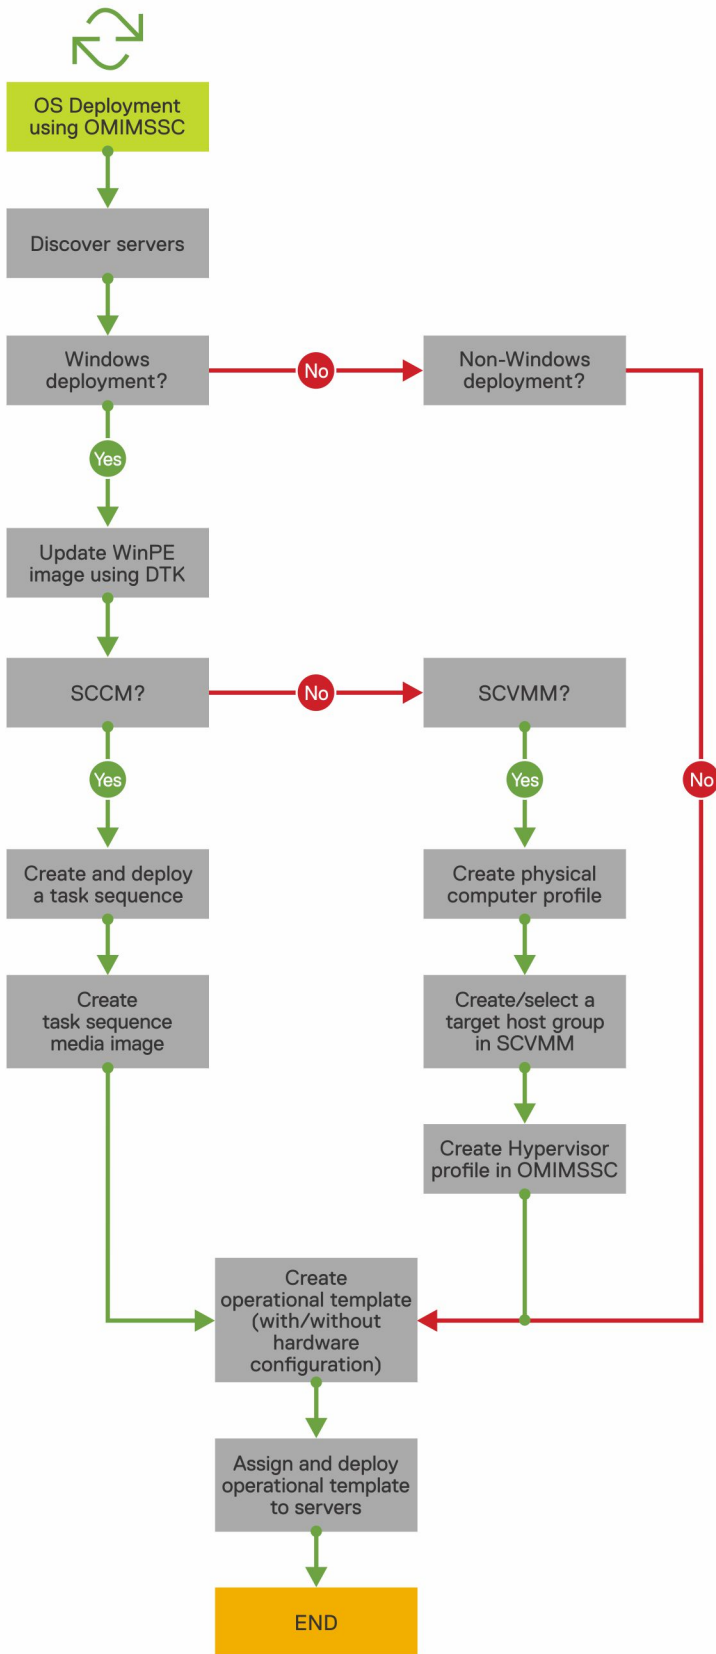 OS Deployment
using OMIMSSC
Discover servers
Windows
deployment?
No
Non-Windows
deployment?
Yes
Update WinPE
image using DTK
SCCM?
No
SCVMM?
Yes
Yes
No
Create and deploy
a task sequence
Create physical
computer profile
Create
task sequence
media image
Create/select a
target host group
in SCVMM
Create Hypervisor
profile in OMIMSSC
Create
operational template
(with/without
hardware
configuration)
Assign and deploy
operational template
to servers
END